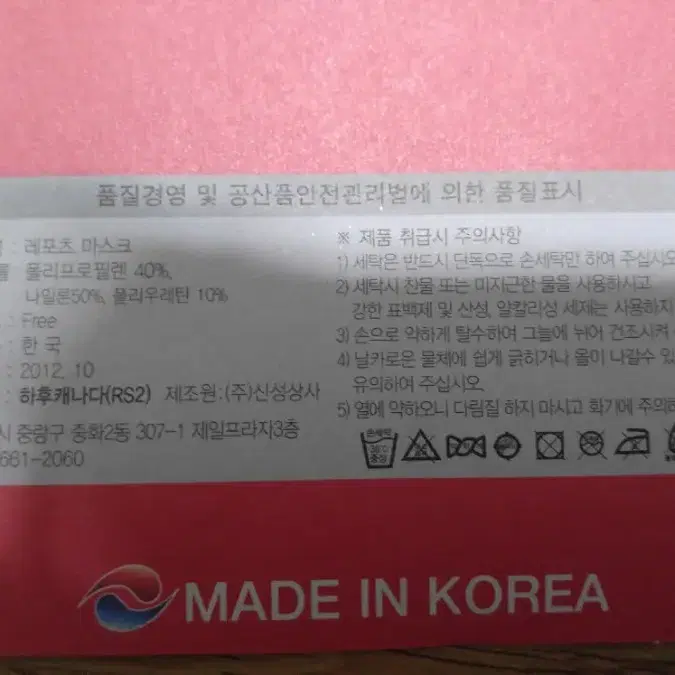 품질경영 및 공산품안전관리법에 의한 품질표시
: 레포츠 마스크
폴리프로필렌 40%,
나일론50%, 폴리우레탄 10%
: Free
: 한 국
: 2012. 10
: 하후캐나다(RS2) 제조원:(주)신성상사
시 중랑구 중화2동 307-1 제일프라자3층
661-2060
※ 제품 취급시 주의사항
1) 세탁은 반드시 단독으로 손세탁만 하여 주십시오
2) 세탁시 찬물 또는 미지근한 물을 사용하시고
강한 표백제 및 산성, 알칼리성 세제는 사용하지
3) 손으로 약하게 탈수하여 그늘에 뉘어 건조시켜
4) 날카로운 물체에 쉽게 긁히거나 올이 나갈수 있
유의하여 주십시오.
5) 열에 약하오니 다림질 하지 마시고 화기에 주의하
손세탁
30℃
중성
MADE IN KOREA